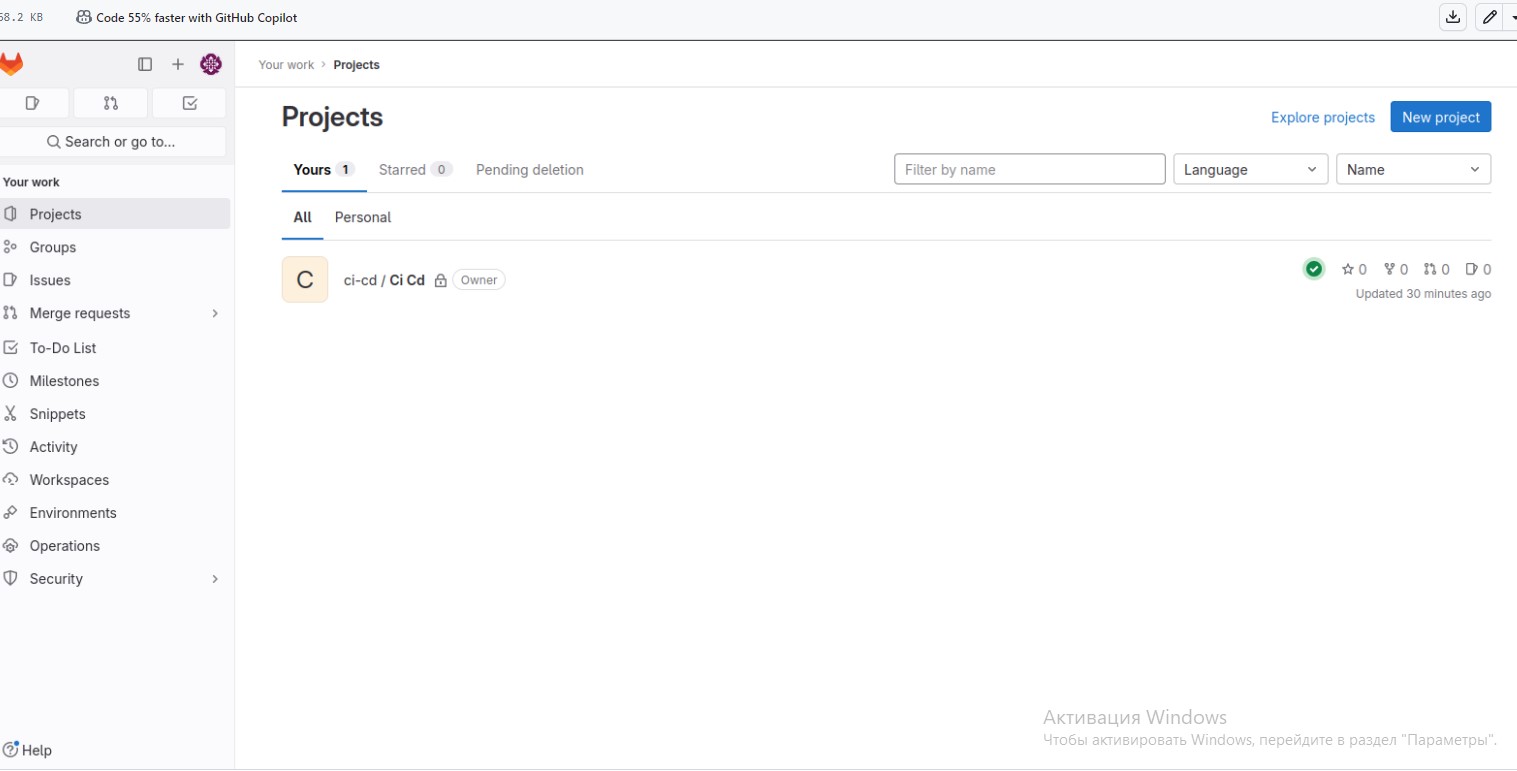 KB Code 55% faster with GitHub Copilot
Your work › Projects
Projects
Explore projects New project
Search or go to...
Yours 1 Starred 0 Pending deletion Filter by name Language Name
Your work
Projects
All Personal
Groups
C ci-cd / Ci Cd Owner 0 0 0 0
Updated 30 minutes ago
Issues
Merge requests
To-Do List
Milestones
Snippets
Activity
Workspaces
Environments
Operations
Security
Активация Windows
Чтобы активировать Windows, перейдите в раздел "Параметры".
Help